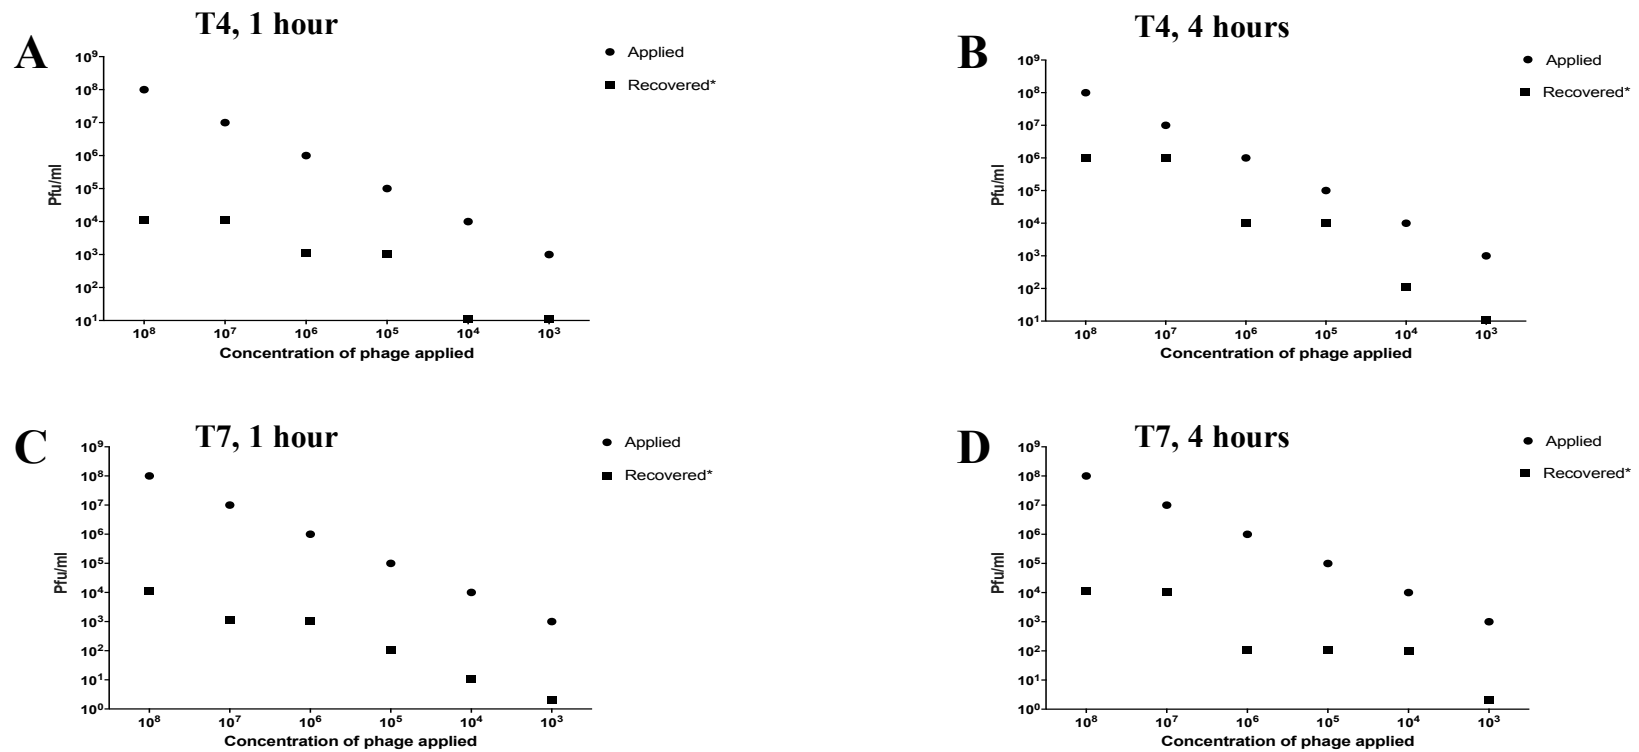 A
T4, 1 hour
Applied
Recovered*
10⁹
10⁸
10⁷
10⁶
10⁵
10⁴
10³
10²
10¹
Pfu/ml
10⁸ 10⁷ 10⁶ 10⁵ 10⁴ 10³
Concentration of phage applied
B
T4, 4 hours
Applied
Recovered*
10⁹
10⁸
10⁷
10⁶
10⁵
10⁴
10³
10²
10¹
Pfu/ml
10⁸ 10⁷ 10⁶ 10⁵ 10⁴ 10³
Concentration of phage applied
C
T7, 1 hour
Applied
Recovered*
10⁹
10⁸
10⁷
10⁶
10⁵
10⁴
10³
10²
10¹
10⁰
Pfu/ml
10⁸ 10⁷ 10⁶ 10⁵ 10⁴ 10³
Concentration of phage applied
D
T7, 4 hours
Applied
Recovered*
10⁹
10⁸
10⁷
10⁶
10⁵
10⁴
10³
10²
10¹
10⁰
Pfu/ml
10⁸ 10⁷ 10⁶ 10⁵ 10⁴ 10³
Concentration of phage applied